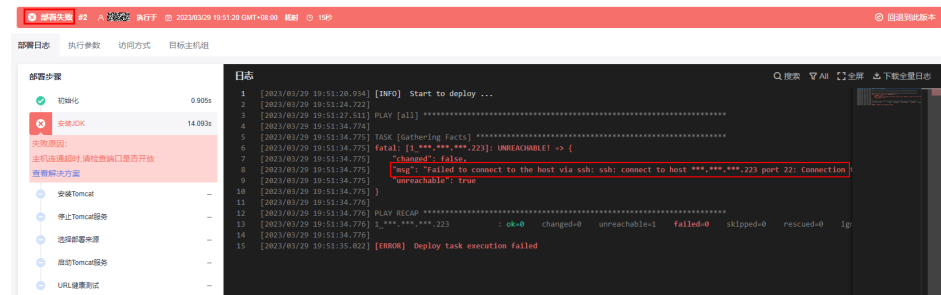 部署失败 #2 执行于 2023/03/29 19:51:20 GMT+08:00 耗时 15秒 回退到此版本
部署日志 执行参数 访问方式 目标主机组
部署步骤
初始化 0.905s
安装JDK 14.093s
失败原因:
主机连通超时,请检查端口是否开放
查看解决方案
安装Tomcat --
停止Tomcat服务 --
选择部署来源 --
启动Tomcat服务 --
URL健康测试 --
日志 搜索 All 全屏 下载全量日志
1 [2023/03/29 19:51:20.934] [INFO] Start to deploy ...
2 [2023/03/29 19:51:24.722]
3 [2023/03/29 19:51:27.511] PLAY [all] *********************************************************************
4 [2023/03/29 19:51:34.774]
5 [2023/03/29 19:51:34.775] TASK [Gathering Facts] *********************************************************
6 [2023/03/29 19:51:34.775] fatal: [1_***.***.***.223]: UNREACHABLE! => {
7 [2023/03/29 19:51:34.775] "changed": false,
8 [2023/03/29 19:51:34.775] "msg": "Failed to connect to the host via ssh: ssh: connect to host ***.***.***.223 port 22: Connection
9 [2023/03/29 19:51:34.775] "unreachable": true
10 [2023/03/29 19:51:34.775] }
11 [2023/03/29 19:51:34.776]
12 [2023/03/29 19:51:34.776] PLAY RECAP *********************************************************************
13 [2023/03/29 19:51:34.776] 1_***.***.***.223 : ok=0 changed=0 unreachable=1 failed=0 skipped=0 rescued=0
14 [2023/03/29 19:51:34.776]
15 [2023/03/29 19:51:35.022] [ERROR] Deploy task execution failed